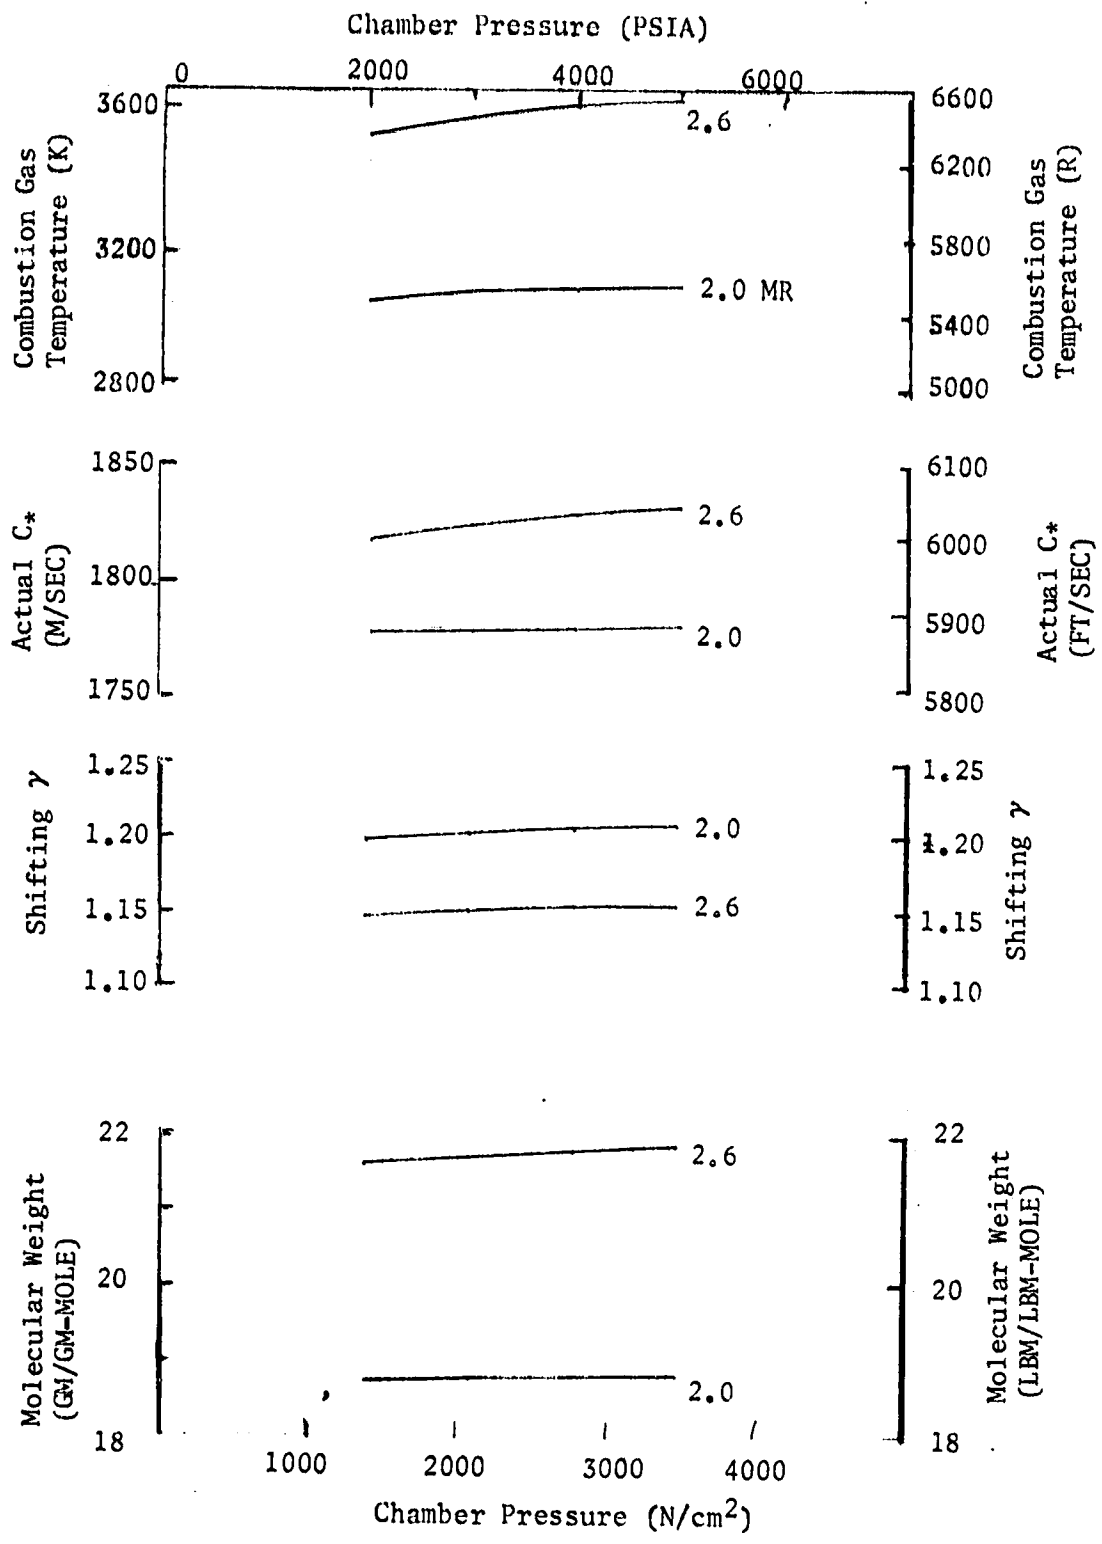 Chamber Pressure (PSIA)
0 2000 4000 6000
Combustion Gas
Temperature (K)
3600
3200
2800
2.6
2.0 MR
6600
6200
5800
5400
5000
Combustion Gas
Temperature (R)
Actual C*
(M/SEC)
1850
1800
1750
2.6
2.0
6100
6000
5900
5800
Actual C*
(FT/SEC)
Shifting γ
1.25
1.20
1.15
1.10
2.0
2.6
1.25
1.20
1.15
1.10
Shifting γ
Molecular Weight
(GM/GM-MOLE)
22
20
18
2.6
2.0
22
20
18
Molecular Weight
(LBM/LBM-MOLE)
1000 2000 3000 4000
Chamber Pressure (N/cm²)